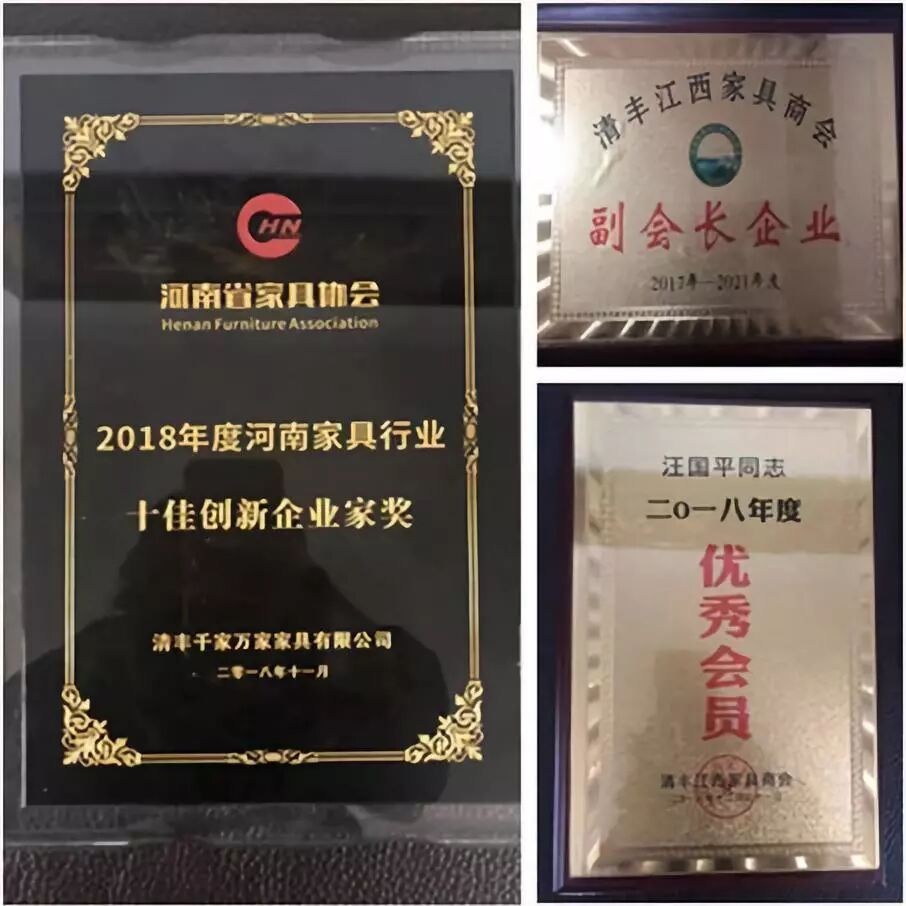 HN
河南省家具协会
Henan Furniture Association
2018年度河南家具行业
十佳创新企业家奖
清丰千家万家家具有限公司
二零一八年十一月
清丰江西家具商会
副会长企业
2017年—2021年度
汪国平同志
二O一八年度
优秀会员
清丰江西家具商会